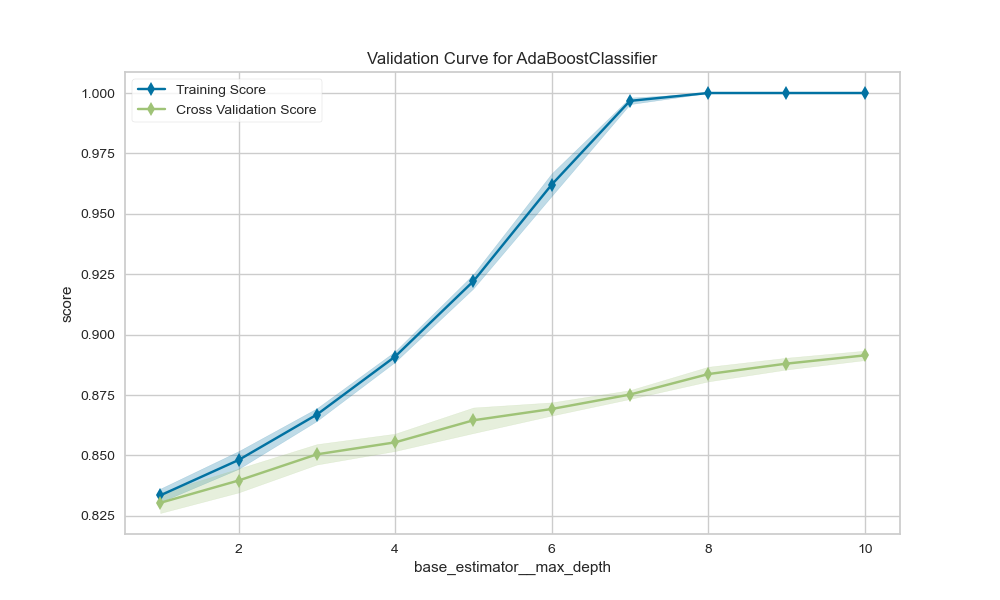 Validation Curve for AdaBoostClassifier
Training Score
Cross Validation Score
1.000
0.975
0.950
0.925
0.900
0.875
0.850
0.825
score
2 4 6 8 10
base_estimator__max_depth